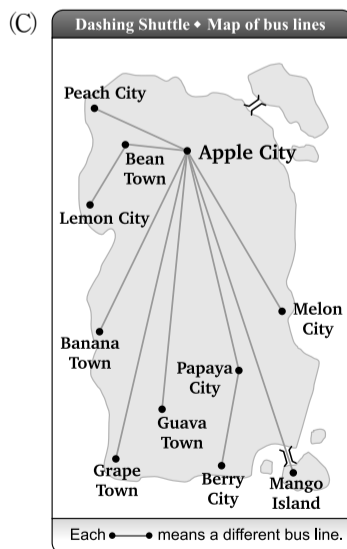 (C)
Dashing Shuttle ◆ Map of bus lines
Peach City
Apple City
Bean
Town
Lemon City
Melon
City
Banana
Town
Papaya
City
Guava
Town
Grape
Town
Berry
City
Mango
Island
Each ●—● means a different bus line.